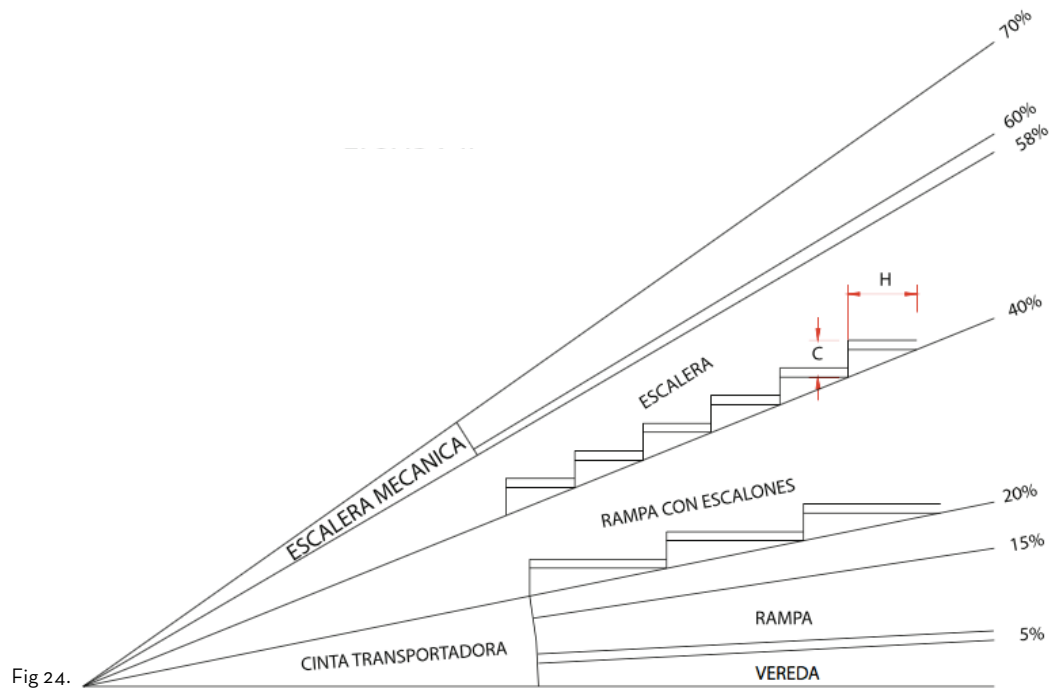 70%
60%
58%
H
40%
C
ESCALERA
ESCALERA MECANICA
RAMPA CON ESCALONES
20%
15%
RAMPA
5%
CINTA TRANSPORTADORA
VEREDA
Fig 24.